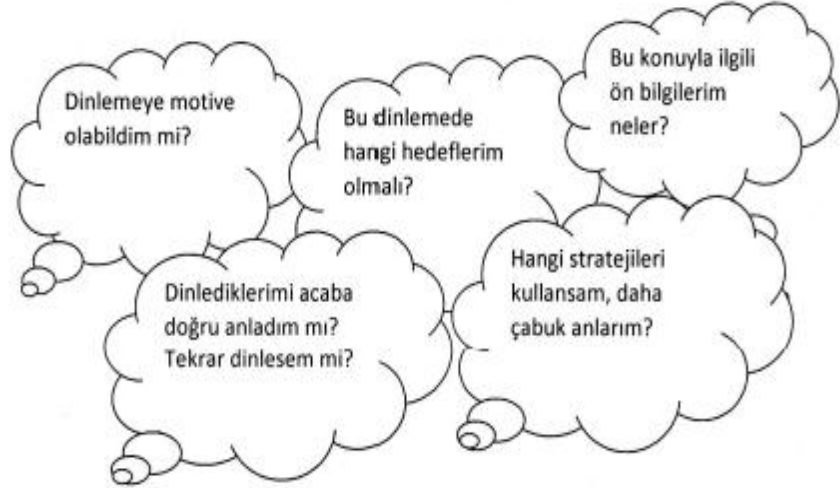 Dinlemeye motive
olabildim mi?
Bu dinlemede
hangi hedeflerim
olmalı?
Bu konuyla ilgili
ön bilgilerim
neler?
Dinlediklerimi acaba
doğru anladım mı?
Tekrar dinlesem mi?
Hangi stratejileri
kullansam, daha
çabuk anlarım?